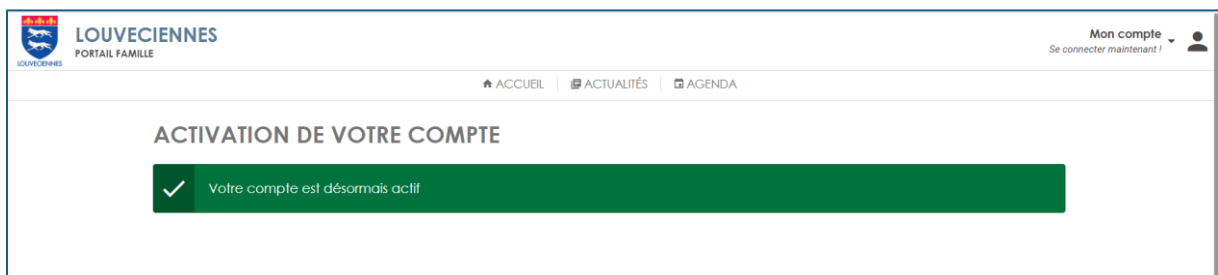 LOUVECIENNES
PORTAIL FAMILLE
LOUVECIENNES
Mon compte
Se connecter maintenant !
ACCUEIL ACTUALITÉS AGENDA
ACTIVATION DE VOTRE COMPTE
Votre compte est désormais actif